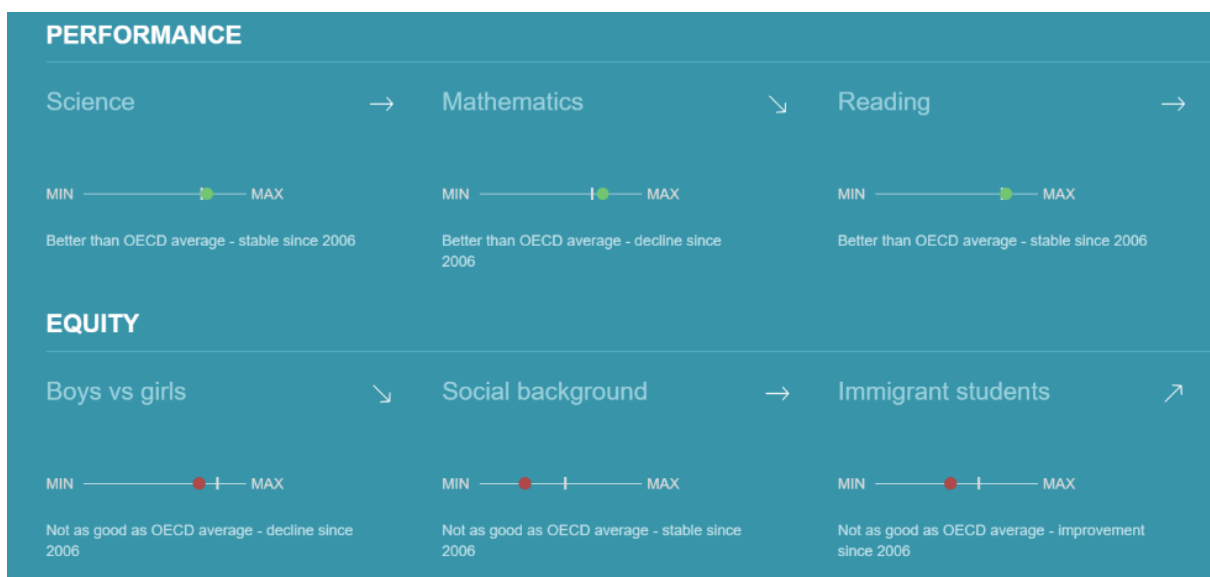 PERFORMANCE
Science
Mathematics
Reading
MIN MAX
MIN MAX
MIN MAX
Better than OECD average - stable since 2006
Better than OECD average - decline since
2006
Better than OECD average - stable since 2006
EQUITY
Boys vs girls
Social background
Immigrant students
MIN MAX
MIN MAX
MIN MAX
Not as good as OECD average - decline since
2006
Not as good as OECD average - stable since
2006
Not as good as OECD average - improvement
since 2006